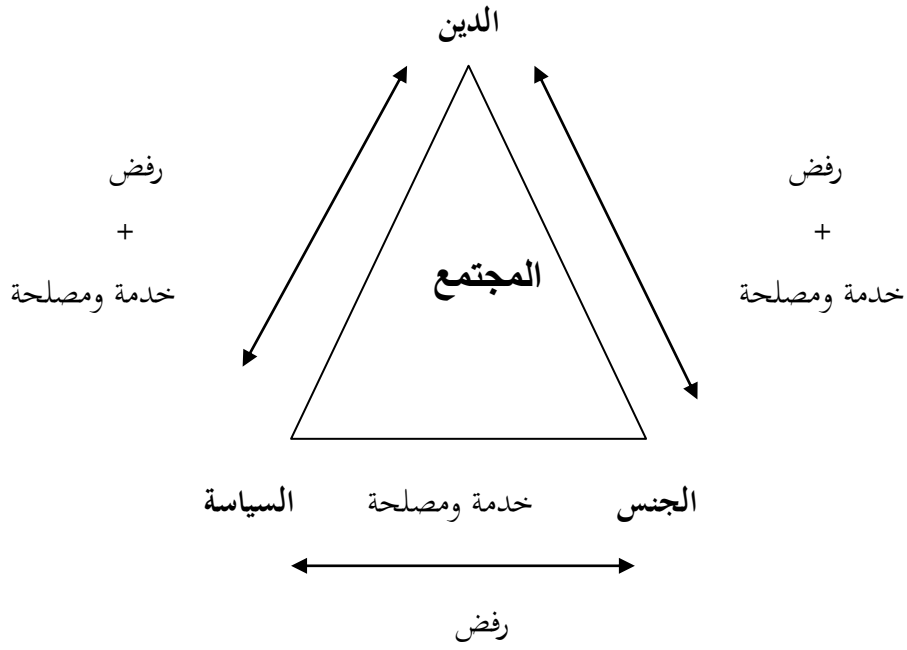 الدين
رفض
+
خدمة ومصلحة
رفض
+
خدمة ومصلحة
المجتمع
الجنس
خدمة ومصلحة
السياسة
رفض